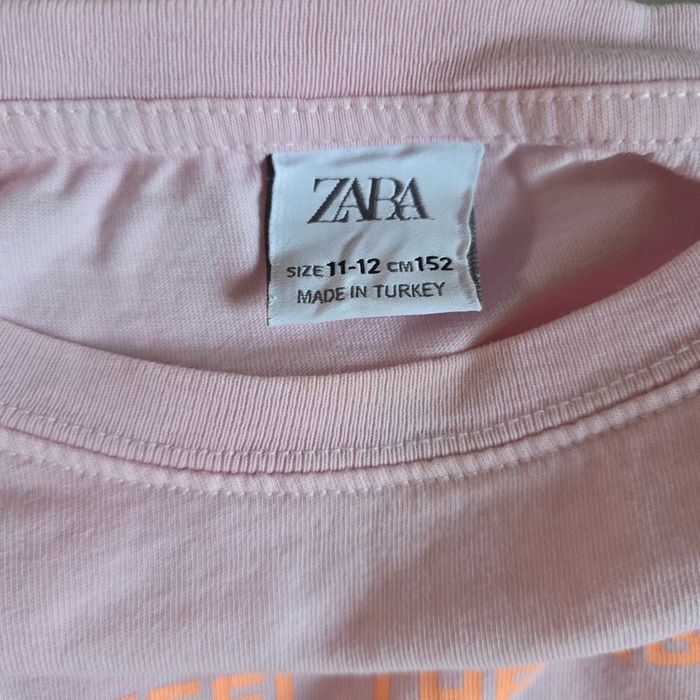 ZARA
SIZE 11-12 CM 152
MADE IN TURKEY